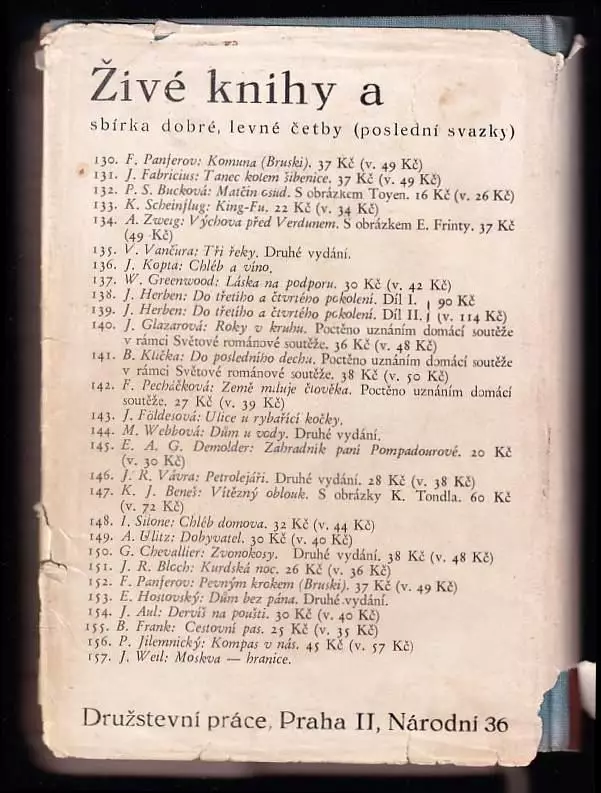 Živé knihy a
sbírka dobré, levné četby (poslední svazky)
130. F. Panferov: Komuna (Bruski). 37 Kč (v. 49 Kč)
131. J. Fabricius: Tanec kolem šibenice. 37 Kč (v. 49 Kč)
132. P. S. Bucková: Matčin osud. S obrázkem Toyen. 16 Kč (v. 26 Kč)
133. K. Scheinpflug: King-Fu. 22 Kč (v. 34 Kč)
134. A. Zweig: Výchova před Verdunem. S obrázkem E. Frinty. 37 Kč
(49 Kč)
135. V. Vančura: Tři řeky. Druhé vydání.
136. J. Kopta: Chléb a víno.
137. W. Greenwood: Láska na podporu. 30 Kč (v. 42 Kč)
138. J. Herben: Do třetího a čtvrtého pokolení. Díl I. } 90 Kč
139. J. Herben: Do třetího a čtvrtého pokolení. Díl II. } (v. 114 Kč)
140. J. Glazarová: Roky v kruhu. Poctěno uznáním domácí soutěže
v rámci Světové románové soutěže. 36 Kč (v. 48 Kč)
141. B. Klička: Do posledního dechu. Poctěno uznáním domácí soutěže
v rámci Světové románové soutěže. 38 Kč (v. 50 Kč)
142. F. Pecháčková: Země miluje člověka. Poctěno uznáním domácí
soutěže. 27 Kč (v. 39 Kč)
143. J. Földesová: Ulice u rybařící kočky.
144. M. Webbová: Dům u vody. Druhé vydání.
145. E. A. G. Demolder: Zahradník paní Pompadourové. 20 Kč
(v. 30 Kč)
146. J. R. Vávra: Petrolejáři. Druhé vydání. 28 Kč (v. 38 Kč)
147. K. J. Beneš: Vítězný oblouk. S obrázky K. Tondla. 60 Kč
(v. 72 Kč)
148. I. Silone: Chléb domova. 32 Kč (v. 44 Kč)
149. A. Ulitz: Dobyvatel. 30 Kč (v. 40 Kč)
150. G. Chevallier: Zvonokosy. Druhé vydání. 38 Kč (v. 48 Kč)
151. J. R. Bloch: Kurdská noc. 26 Kč (v. 36 Kč)
152. F. Panferov: Pevným krokem (Bruski). 37 Kč (v. 49 Kč)
153. E. Hostovský: Dům bez pána. Druhé vydání.
154. J. Aul: Derviš na poušti. 30 Kč (v. 40 Kč)
155. B. Frank: Cestovní pas. 25 Kč (v. 35 Kč)
156. P. Jilemnický: Kompas v nás. 45 Kč (v. 57 Kč)
157. J. Weil: Moskva — hranice.
Družstevní práce, Praha II, Národní 36